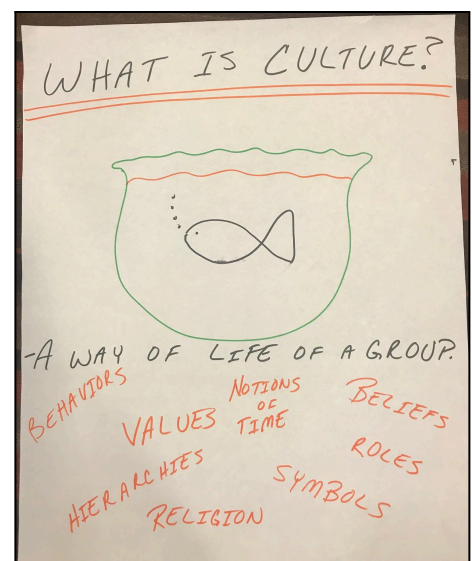 WHAT IS CULTURE?
-A WAY OF LIFE OF A GROUP.
BEHAVIORS
VALUES
NOTIONS
OF
TIME
BELIEFS
HIERARCHIES
ROLES
RELIGION
SYMBOLS